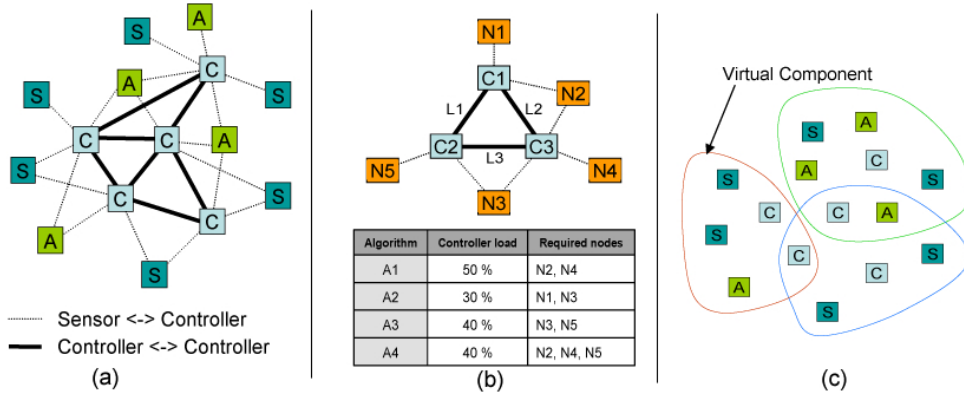 A
S
C
S
S
A
C
C
A
S
C
C
S
A
S
Sensor <-> Controller
Controller <-> Controller
(a)
N1
C1
N2
L1
L2
C2
C3
L3
N5
N4
N3
Algorithm Controller load Required nodes
A1 50 % N2, N4
A2 30 % N1, N3
A3 40 % N3, N5
A4 40 % N2, N4, N5
(b)
Virtual Component
A
S
C
A
S
S
C
C
A
S
C
S
C
A
S
(c)